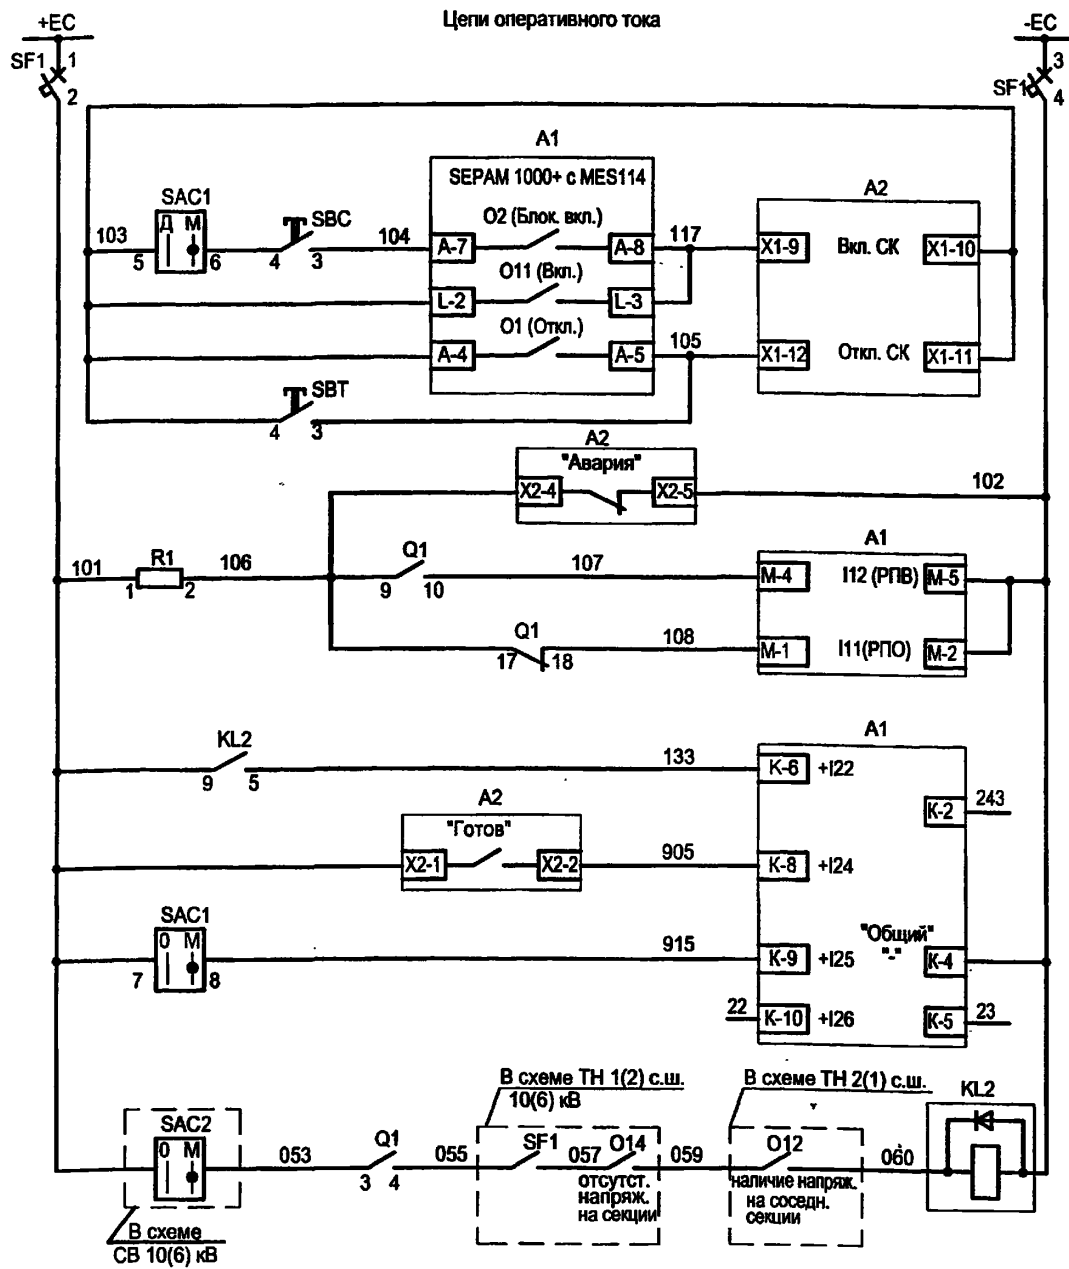 Цепи оперативного тока
+EC
-EC
SF1
1
2
3
SF1
4
A1
SEPAM 1000+ с MES114
A2
SAC1
Д М
103
5
6
SBC
4
3
104
O2 (Блок. вкл.)
A-7
A-8
117
X1-9
Вкл. СК
X1-10
O11 (Вкл.)
L-2
L-3
O1 (Откл.)
A-4
A-5
105
X1-12
Откл. СК
X1-11
SBT
4
3
A2
"Авария"
X2-4
X2-5
102
A1
101
R1
1
2
106
Q1
9
10
107
M-4
I12 (РПВ)
M-5
Q1
17
18
108
M-1
I11(РПО)
M-2
A1
KL2
9
5
133
K-6
+I22
K-2
243
A2
"Готов"
X2-1
X2-2
905
K-8
+I24
SAC1
0 М
7
8
915
K-9
+I25
"Общий"
"-"
K-4
22
K-10
+I26
K-5
23
В схеме ТН 1(2) с.ш.
10(6) кВ
В схеме ТН 2(1) с.ш.
KL2
SAC2
0 М
053
Q1
3
4
055
SF1
057
O14
отсутст.
напряж.
на секции
059
O12
наличие напряж.
на соседн.
секции
060
В схеме
СВ 10(6) кВ